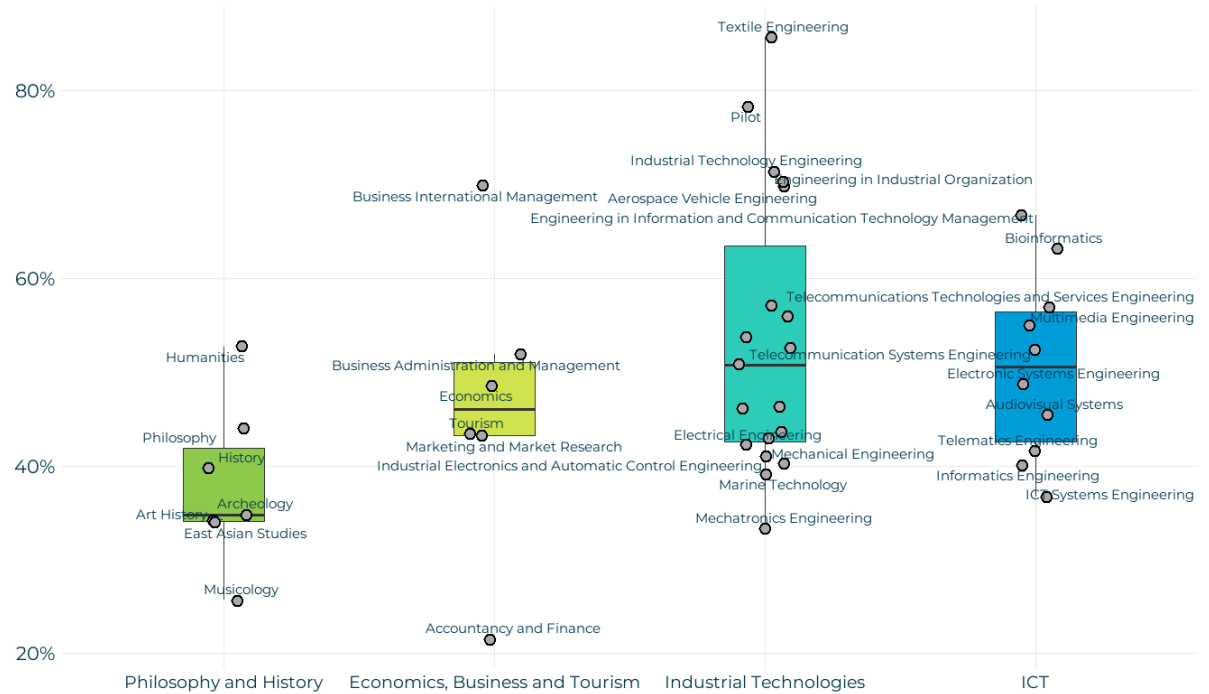 Textile Engineering
80%
Pilot
Industrial Technology Engineering
Engineering in Industrial Organization
Business International Management
Aerospace Vehicle Engineering
Engineering in Information and Communication Technology Management
Bioinformatics
60%
Telecommunications Technologies and Services Engineering
Multimedia Engineering
Humanities
Telecommunication Systems Engineering
Business Administration and Management
Electronic Systems Engineering
Economics
Audiovisual Systems
Tourism
Philosophy
Electrical Engineering
Telematics Engineering
Marketing and Market Research
Mechanical Engineering
History
40%
Industrial Electronics and Automatic Control Engineering
Informatics Engineering
Marine Technology
ICT Systems Engineering
Archeology
Art History
Mechatronics Engineering
East Asian Studies
Musicology
Accountancy and Finance
20%
Philosophy and History
Economics, Business and Tourism
Industrial Technologies
ICT